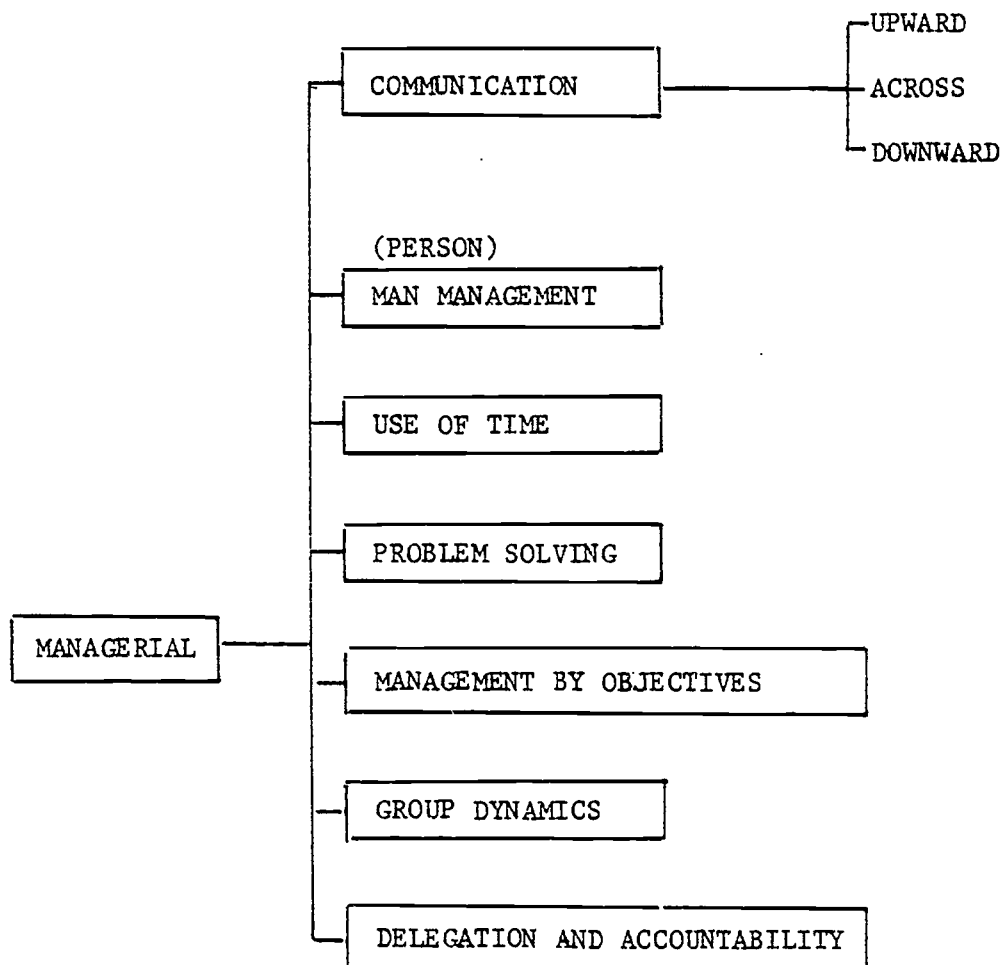 UPWARD
COMMUNICATION
ACROSS
DOWNWARD
(PERSON)
MAN MANAGEMENT
USE OF TIME
PROBLEM SOLVING
MANAGERIAL
MANAGEMENT BY OBJECTIVES
GROUP DYNAMICS
DELEGATION AND ACCOUNTABILITY